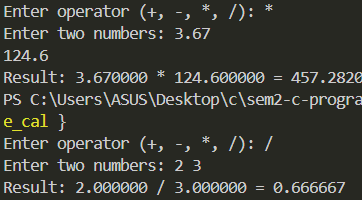 Enter operator (+, -, *, /): *
Enter two numbers: 3.67
124.6
Result: 3.670000 * 124.600000 = 457.2820
PS C:\Users\ASUS\Desktop\c\sem2-c-progra
e_cal }
Enter operator (+, -, *, /): /
Enter two numbers: 2 3
Result: 2.000000 / 3.000000 = 0.666667